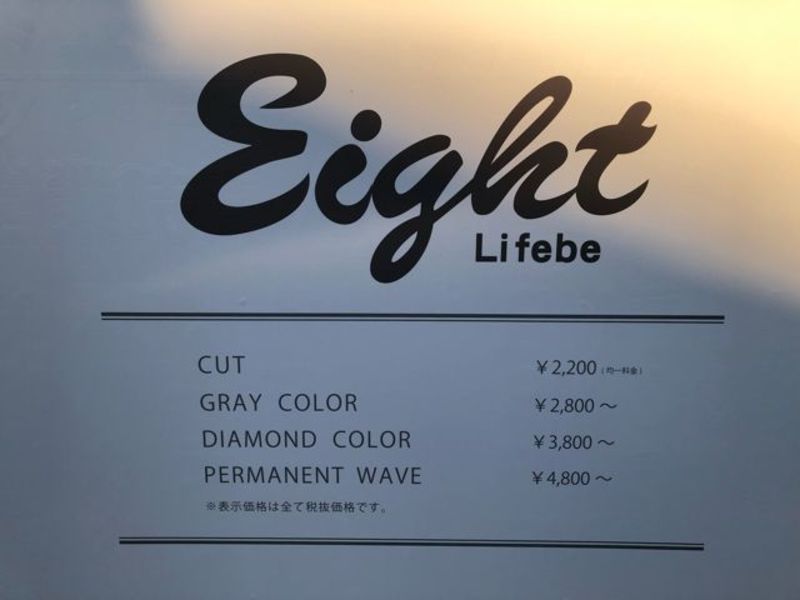 Eight
Lifebe
CUT ￥2,200（均一料金）
GRAY COLOR ￥2,800～
DIAMOND COLOR ￥3,800～
PERMANENT WAVE ￥4,800～
※表示価格は全て税抜価格です。